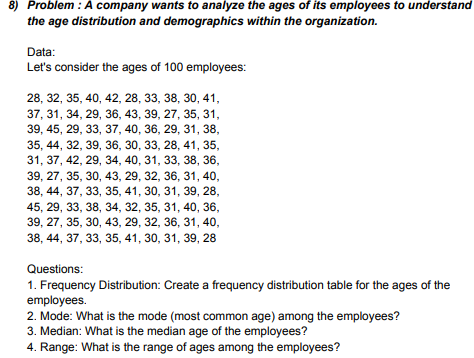 8) Problem : A company wants to analyze the ages of its employees to understand
the age distribution and demographics within the organization.
Data:
Let's consider the ages of 100 employees:
28, 32, 35, 40, 42, 28, 33, 38, 30, 41,
37, 31, 34, 29, 36, 43, 39, 27, 35, 31,
39, 45, 29, 33, 37, 40, 36, 29, 31, 38,
35, 44, 32, 39, 36, 30, 33, 28, 41, 35,
31, 37, 42, 29, 34, 40, 31, 33, 38, 36,
39, 27, 35, 30, 43, 29, 32, 36, 31, 40,
38, 44, 37, 33, 35, 41, 30, 31, 39, 28,
45, 29, 33, 38, 34, 32, 35, 31, 40, 36,
39, 27, 35, 30, 43, 29, 32, 36, 31, 40,
38, 44, 37, 33, 35, 41, 30, 31, 39, 28
Questions:
1. Frequency Distribution: Create a frequency distribution table for the ages of the
employees.
2. Mode: What is the mode (most common age) among the employees?
3. Median: What is the median age of the employees?
4. Range: What is the range of ages among the employees?